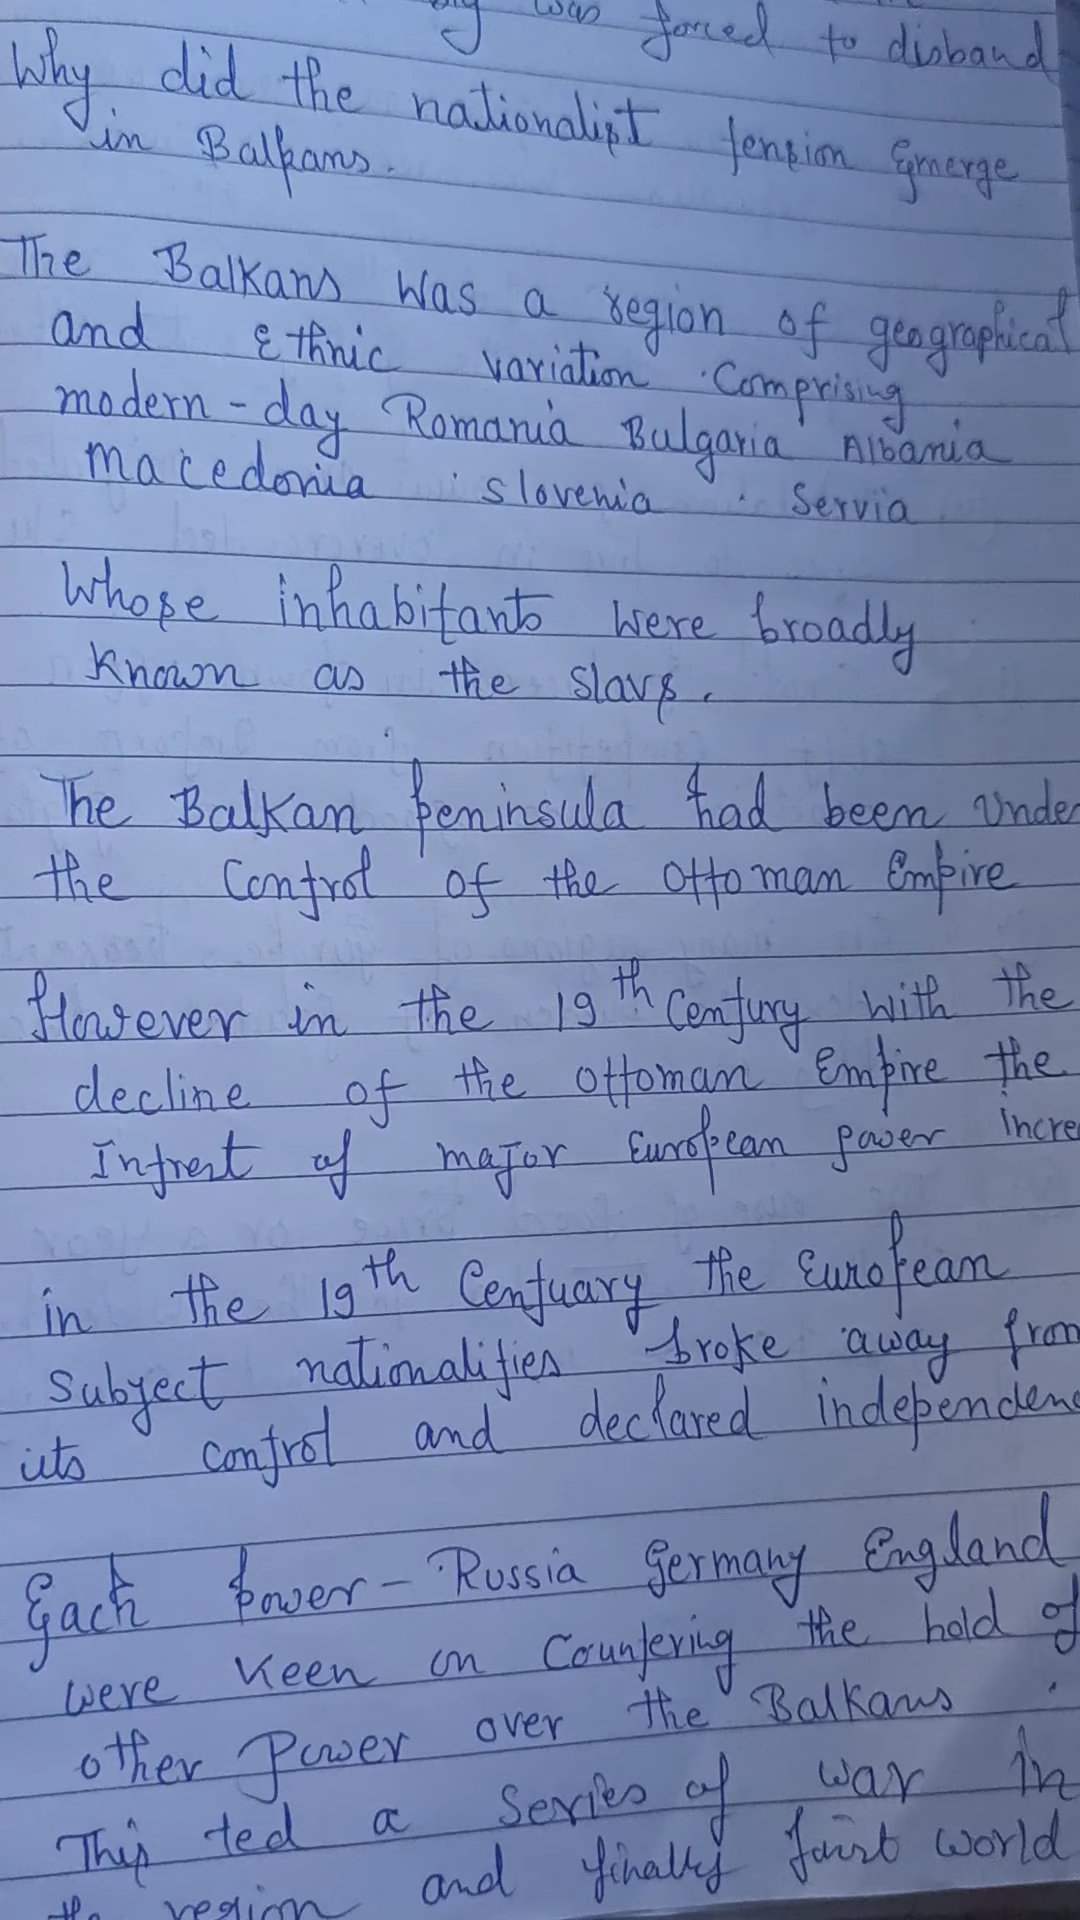 was forced to disband
Why did the nationalist tension Emerge
in Balkans.
The Balkans was a region of geographical
and Ethnic variation Comprising
modern-day Romania Bulgaria Albania
Macedonia slovenia Servia
Whose inhabitants were broadly
known as the slavs.
The Balkan peninsula had been Under
the Control of the Ottoman Empire
However in the 19th Century with the
decline of the Ottoman Empire the
Intrest of major European power incre
in the 19th Centuary the European
subject nationalities broke away from
its control and declared independenc
Each power - Russia Germany England
were keen on Countering the hold of
other Power over the Balkans.
This led a series of war in
the region and finally first world